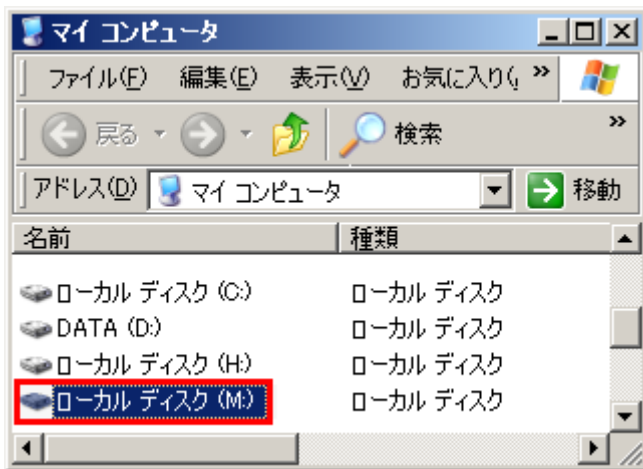 マイ コンピュータ
ファイル(F) 編集(E) 表示(V) お気に入り( »
戻る 検索 »
アドレス(D) マイ コンピュータ 移動
名前 種類
ローカル ディスク (C:) ローカル ディスク
DATA (D:) ローカル ディスク
ローカル ディスク (H:) ローカル ディスク
ローカル ディスク (M:) ローカル ディスク